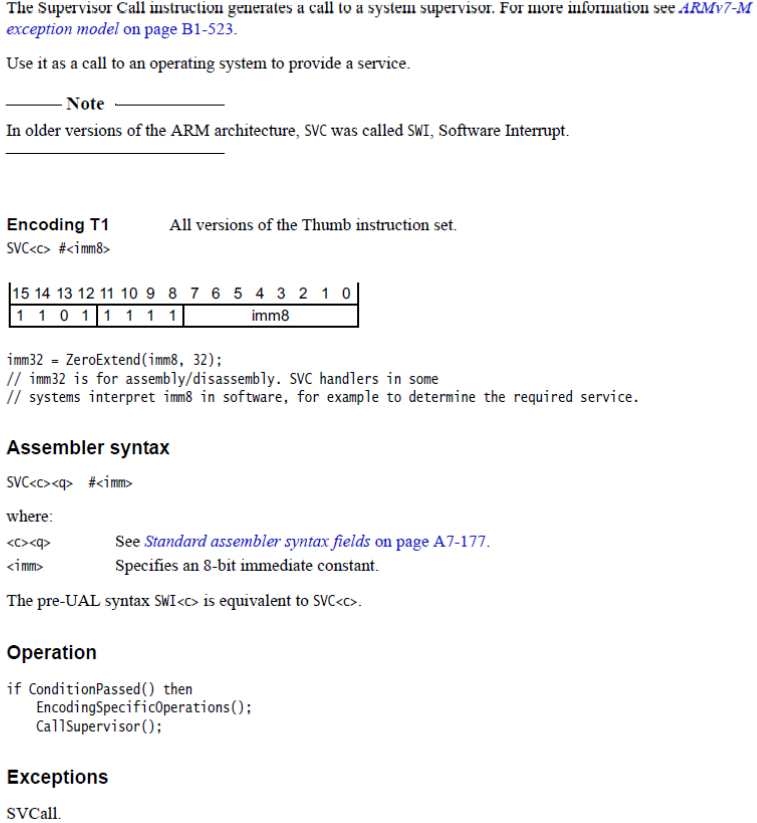 The Supervisor Call instruction generates a call to a system supervisor. For more information see ARMv7-M
exception model on page B1-523.
Use it as a call to an operating system to provide a service.
Note
In older versions of the ARM architecture, SVC was called SWI, Software Interrupt.
Encoding T1 All versions of the Thumb instruction set.
SVC<c> #<imm8>
15 14 13 12 11 10 9 8 7 6 5 4 3 2 1 0
1 1 0 1 1 1 1 1 imm8
imm32 = ZeroExtend(imm8, 32);
// imm32 is for assembly/disassembly. SVC handlers in some
// systems interpret imm8 in software, for example to determine the required service.
Assembler syntax
SVC<c><q> #<imm>
where:
<c><q> See Standard assembler syntax fields on page A7-177.
<imm> Specifies an 8-bit immediate constant.
The pre-UAL syntax SWI<c> is equivalent to SVC<c>.
Operation
if ConditionPassed() then
EncodingSpecificOperations();
CallSupervisor();
Exceptions
SVCall.